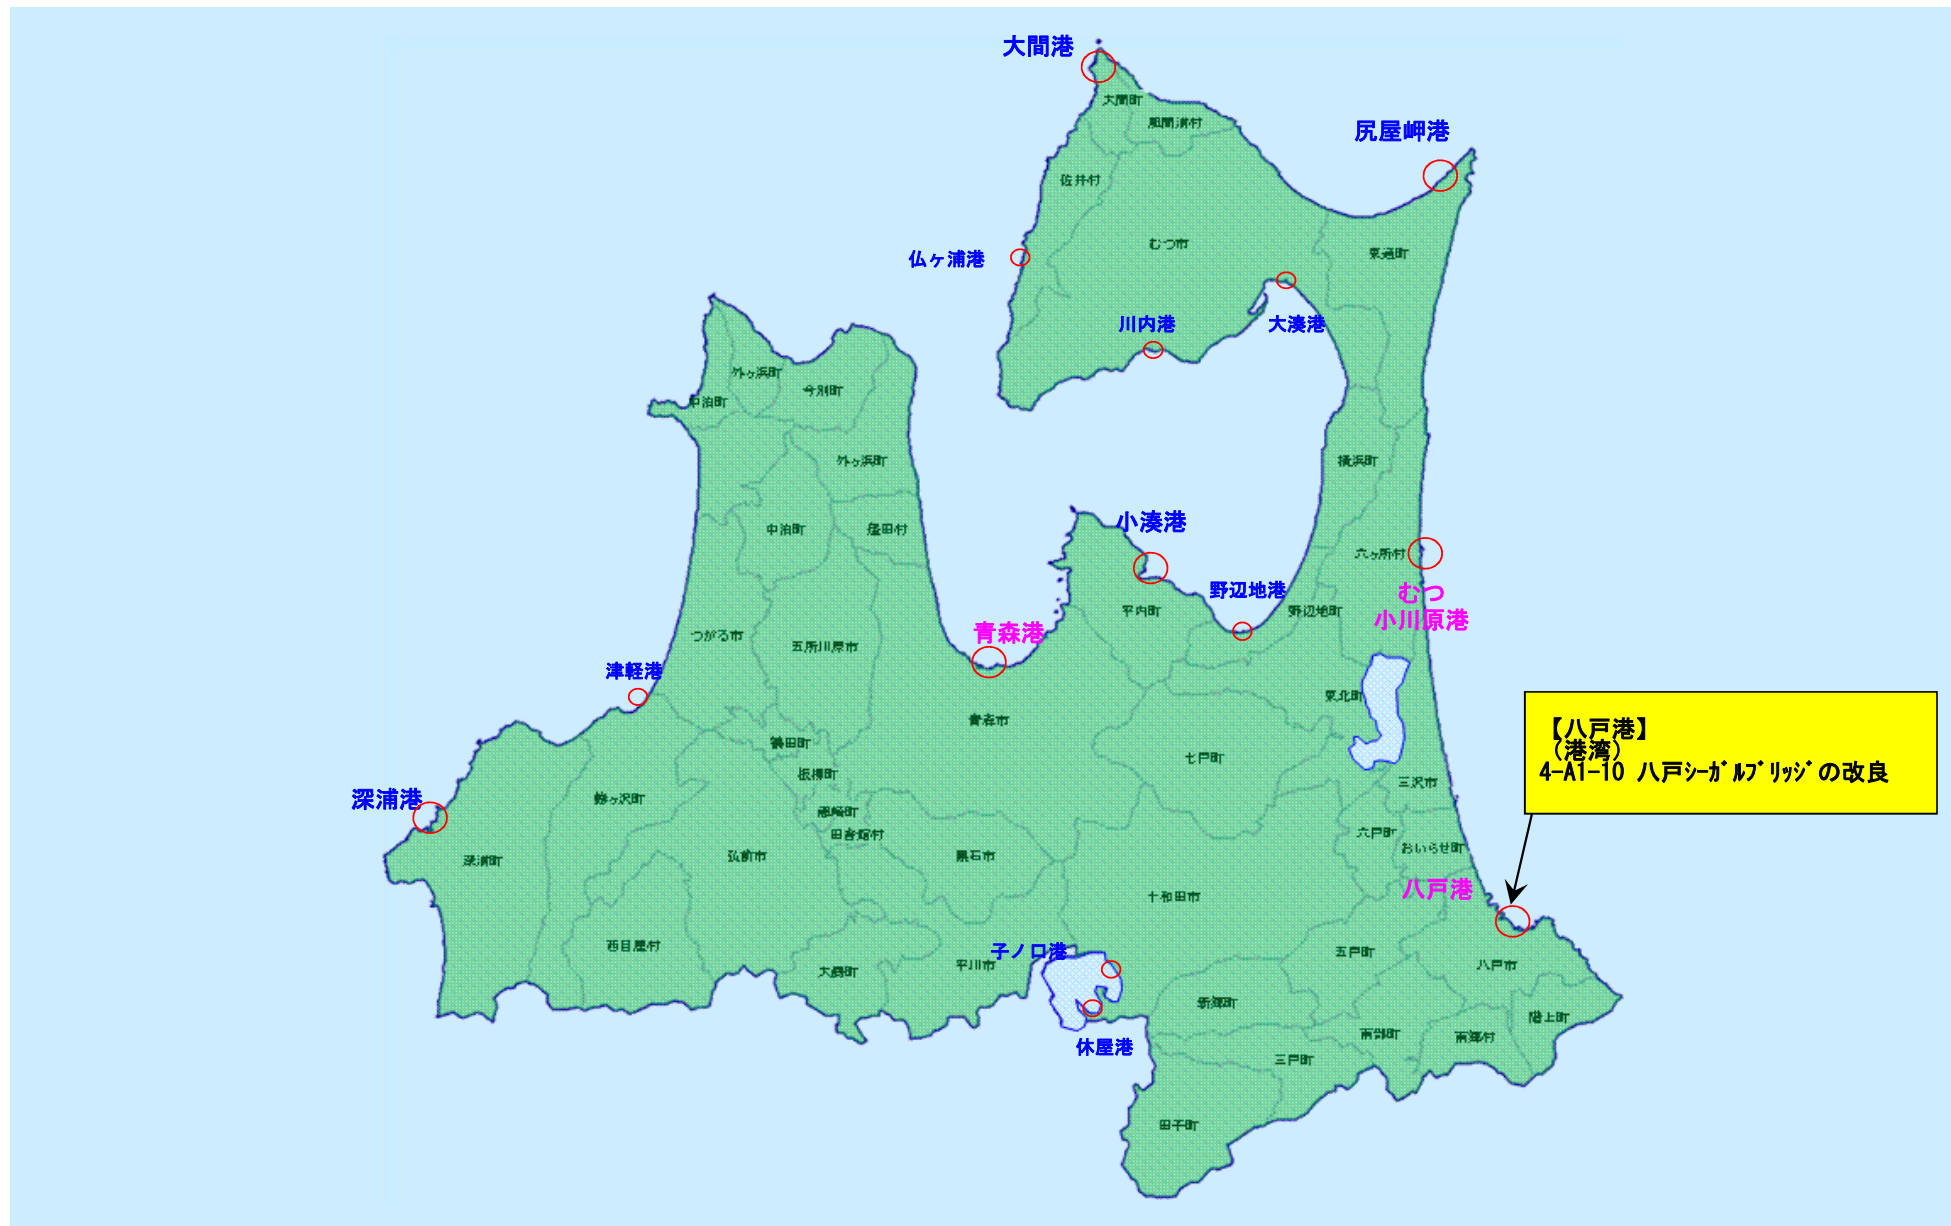 大間港
大間町
風間浦村
尻屋岬港
佐井村
むつ市
東通町
仏ヶ浦港
川内港
大湊港
外ヶ浜町
今別町
中泊町
外ヶ浜町
横浜町
小湊港
中泊町
蓬田村
六ヶ所村
野辺地港
むつ
小川原港
平内町
野辺地町
青森港
つがる市
五所川原市
津軽港
東北町
青森市
【八戸港】
（港湾）
4-A1-10 八戸ｼｰｶﾞﾙﾌﾞﾘｯｼﾞの改良
鶴田町
七戸町
板柳町
三沢市
深浦港
鰺ヶ沢町
藤崎町
田舎館村
六戸町
おいらせ町
深浦町
弘前市
黒石市
八戸港
十和田市
西目屋村
子ノ口港
五戸町
大鰐町
平川市
八戸市
新郷町
階上町
南部町
南郷村
休屋港
三戸町
田子町